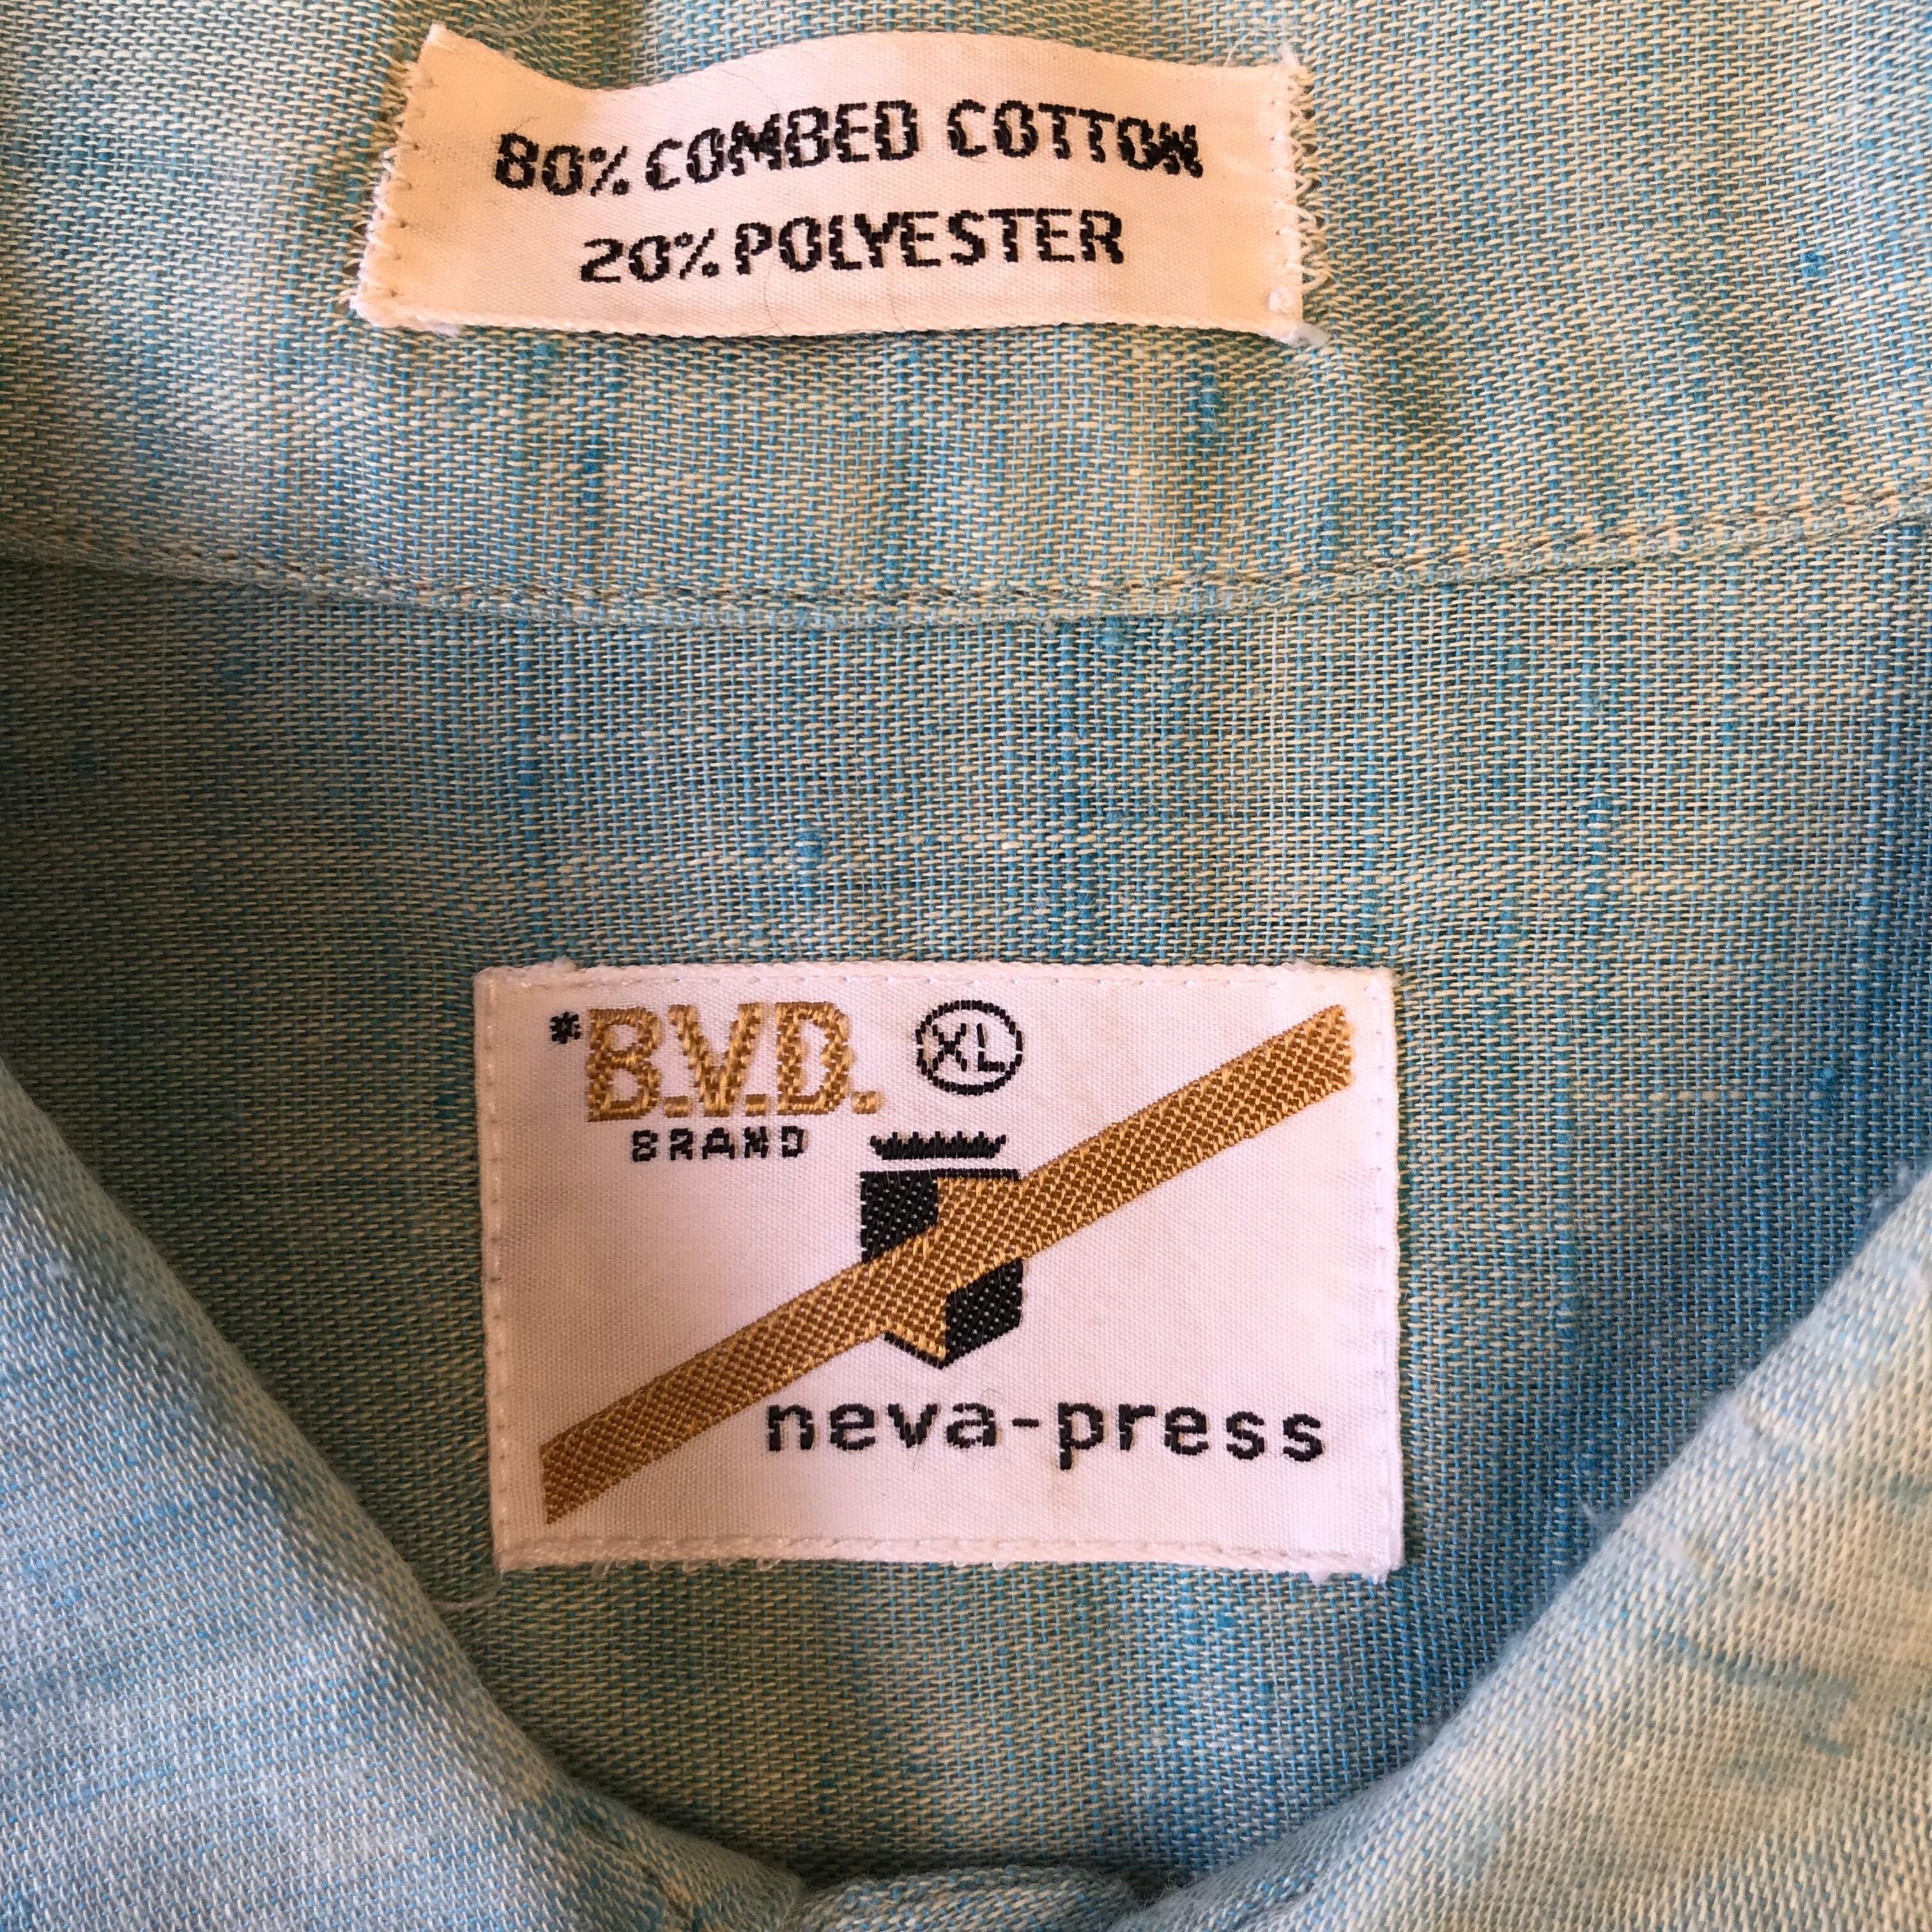 80% COMBED COTTON
20% POLYESTER
*B.V.D. XL
BRAND
neva-press